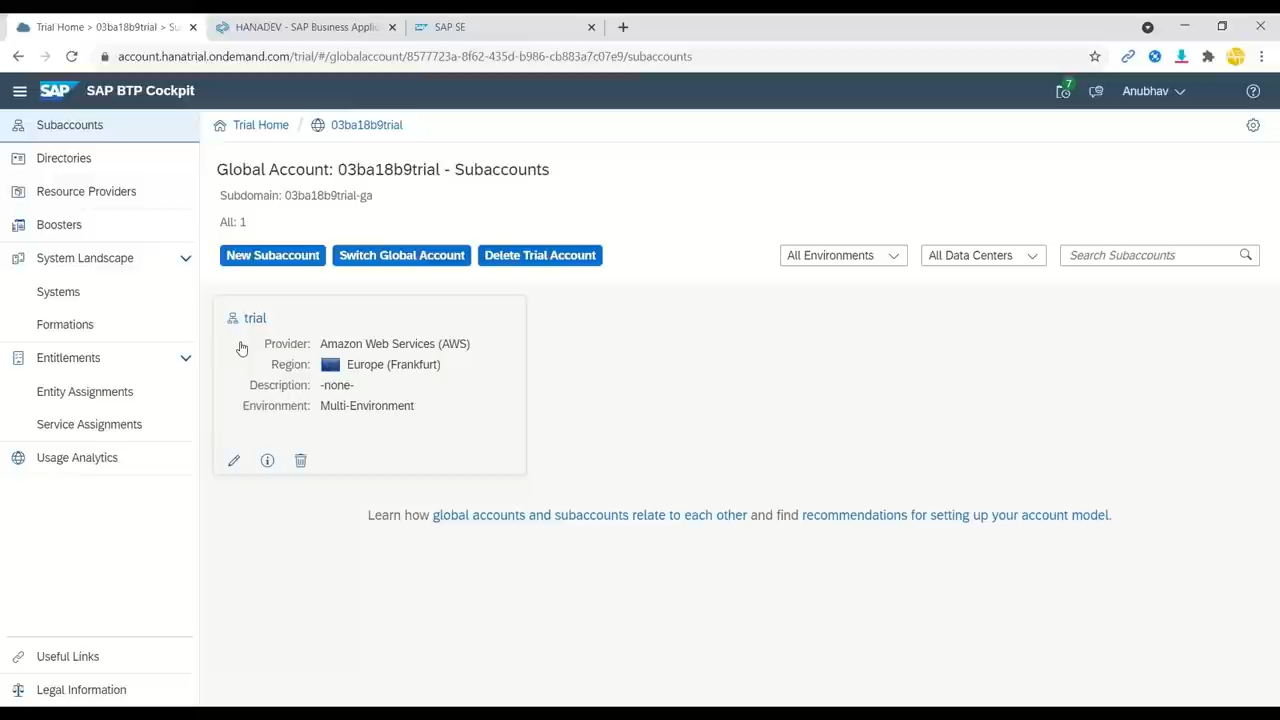 Trial Home > 03ba18b9trial > Su
HANADEV - SAP Business Applic
SAP SE
account.hanatrial.ondemand.com/trial/#/globalaccount/8577723a-8f62-435d-b986-cb883a7c07e9/subaccounts
SAP
SAP BTP Cockpit
7
Anubhav
Subaccounts
Directories
Resource Providers
Boosters
System Landscape
Systems
Formations
Entitlements
Entity Assignments
Service Assignments
Usage Analytics
Useful Links
Legal Information
Trial Home / 03ba18b9trial
Global Account: 03ba18b9trial - Subaccounts
Subdomain: 03ba18b9trial-ga
All: 1
New Subaccount
Switch Global Account
Delete Trial Account
All Environments
All Data Centers
Search Subaccounts
trial
Provider: Amazon Web Services (AWS)
Region: Europe (Frankfurt)
Description: -none-
Environment: Multi-Environment
Learn how global accounts and subaccounts relate to each other and find recommendations for setting up your account model.